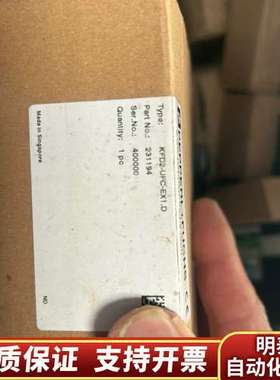 Type: KFD2-UFC-EX1.D
Part No.: 231194
Ser.No.: 400000
Quantity: 1 pc
Made in Singapore
ND
质保证 支持开票
明
自动化